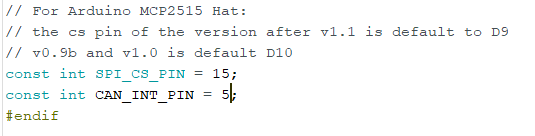 // For Arduino MCP2515 Hat:
// the cs pin of the version after v1.1 is default to D9
// v0.9b and v1.0 is default D10
const int SPI_CS_PIN = 15;
const int CAN_INT_PIN = 5;
#endif